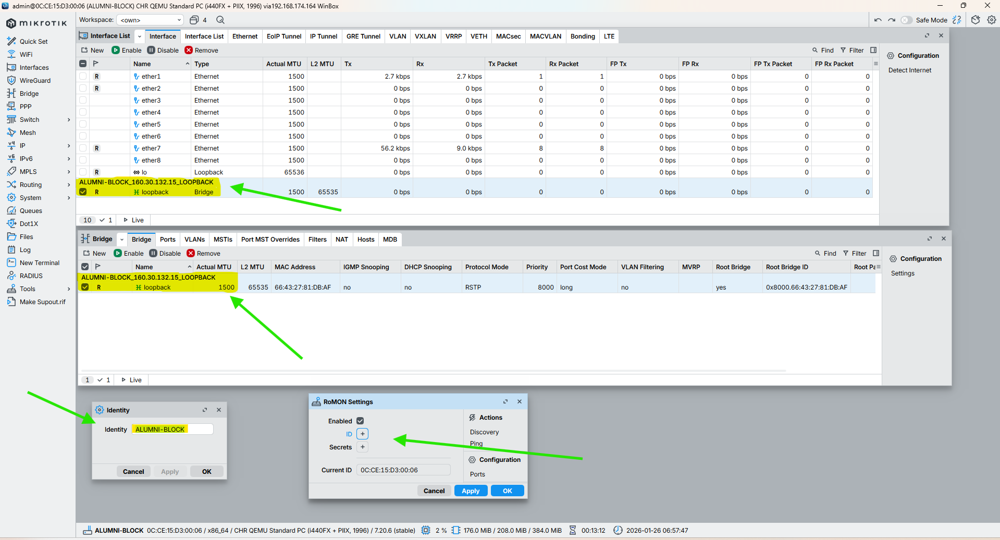 admin@0C:CE:15:D3:00:06 (ALUMNI-BLOCK) CHR QEMU Standard PC (i440FX + PIIX, 1996) via192.168.174.164 WinBox
MIKROTIK
Workspace: <own> 4
Safe Mode
Quick Set
WiFi
Interfaces
WireGuard
Bridge
PPP
Switch
Mesh
IP
IPv6
MPLS
Routing
System
Queues
Dot1X
Files
Log
New Terminal
RADIUS
Tools
Make Supout.rif
Interface List Interface Interface List Ethernet EoIP Tunnel IP Tunnel GRE Tunnel VLAN VXLAN VRRP VETH MACsec MACVLAN Bonding LTE
New Enable Disable Remove Find Filter
Name Type Actual MTU L2 MTU Tx Rx Tx Packet Rx Packet FP Tx FP Rx FP Tx Packet FP Rx Packet
R ether1 Ethernet 1500 2.7 kbps 2.7 kbps 1 1 0 bps 0 bps 0 0
R ether2 Ethernet 1500 0 bps 0 bps 0 0 0 bps 0 bps 0 0
ether3 Ethernet 1500 0 bps 0 bps 0 0 0 bps 0 bps 0 0
ether4 Ethernet 1500 0 bps 0 bps 0 0 0 bps 0 bps 0 0
ether5 Ethernet 1500 0 bps 0 bps 0 0 0 bps 0 bps 0 0
ether6 Ethernet 1500 0 bps 0 bps 0 0 0 bps 0 bps 0 0
R ether7 Ethernet 1500 56.2 kbps 9.0 kbps 8 8 0 bps 0 bps 0 0
ether8 Ethernet 1500 0 bps 0 bps 0 0 0 bps 0 bps 0 0
R lo Loopback 65536 0 bps 0 bps 0 0 0 bps 0 bps 0 0
ALUMNI-BLOCK_160.30.132.15_LOOPBACK
R loopback Bridge 1500 65535 0 bps 0 bps 0 0 0 bps 0 bps 0 0
10 1 Live
Configuration
Detect Internet
Bridge Bridge Ports VLANs MSTIs Port MST Overrides Filters NAT Hosts MDB
New Enable Disable Remove Find Filter
Name Actual MTU L2 MTU MAC Address IGMP Snooping DHCP Snooping Protocol Mode Priority Port Cost Mode VLAN Filtering MVRP Root Bridge Root Bridge ID Root Pa
ALUMNI-BLOCK_160.30.132.15_LOOPBACK
R loopback 1500 65535 66:43:27:81:DB:AF no no RSTP 8000 long no yes 0x8000.66:43:27:81:DB:AF
1 1 Live
Configuration
Settings
Identity
Identity ALUMNI-BLOCK
Cancel Apply OK
RoMON Settings
Enabled
ID +
Secrets +
Current ID 0C:CE:15:D3:00:06
Actions
Discovery
Ping
Configuration
Ports
Cancel Apply OK
ALUMNI-BLOCK 0C:CE:15:D3:00:06 / x86_64 / CHR QEMU Standard PC (i440FX + PIIX, 1996) / 7.20.6 (stable) 2 % 176.0 MiB / 208.0 MiB / 384.0 MiB 00:13:12 2026-01-26 06:57:47